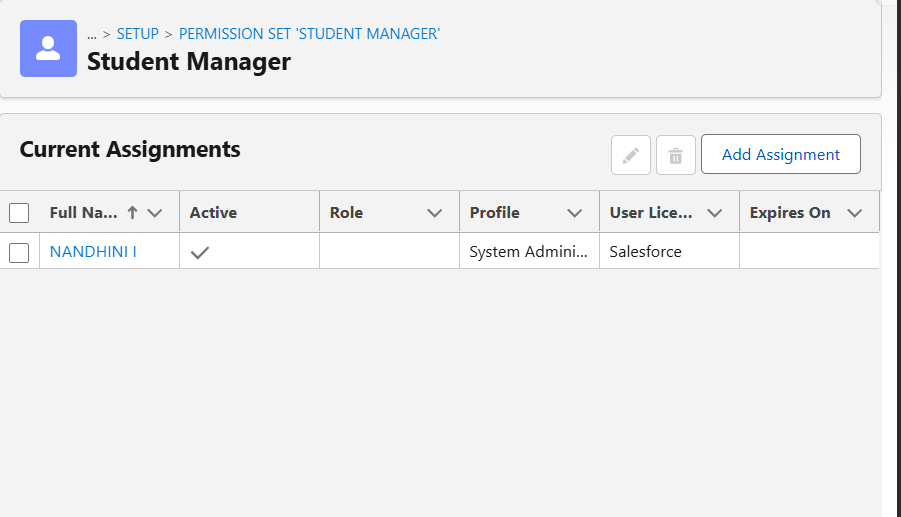 ... > SETUP > PERMISSION SET 'STUDENT MANAGER'
Student Manager
Current Assignments
Add Assignment
Full Na... Active Role Profile User Lice... Expires On
NANDHINI I System Admini... Salesforce